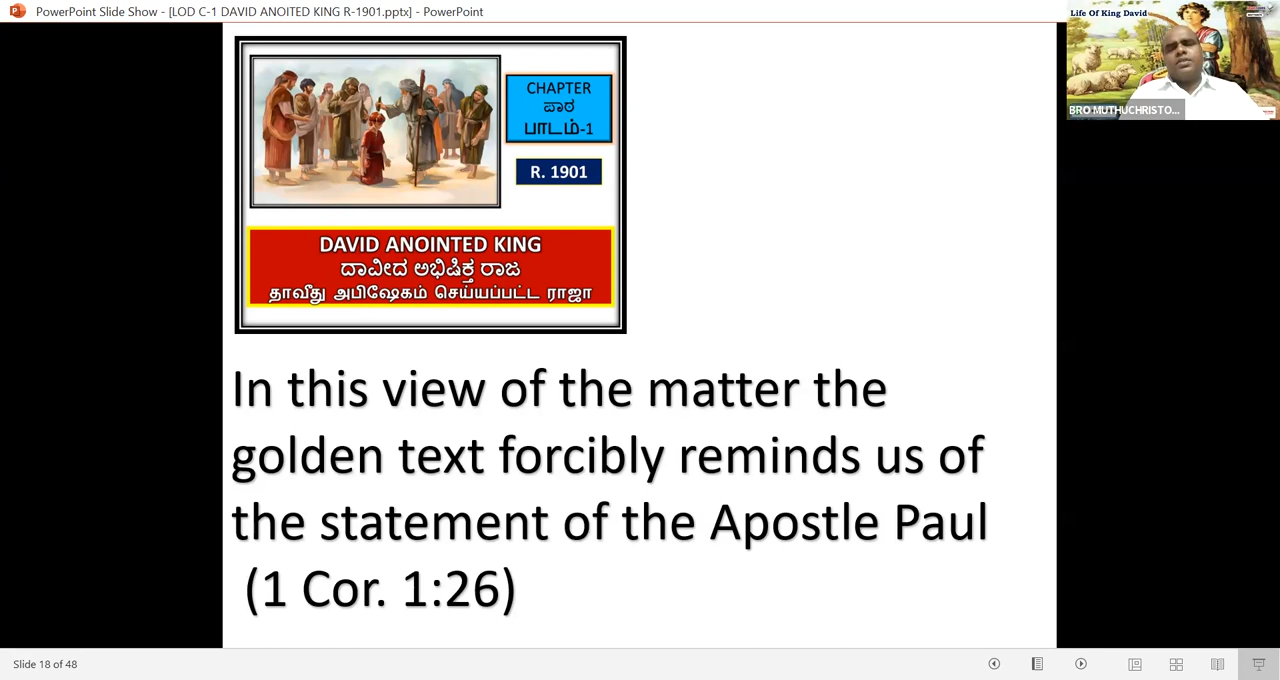 PowerPoint Slide Show - [LOD C-1 DAVID ANOITED KING R-1901.pptx] - PowerPoint
Life Of King David
BRO MUTHUCHRISTO...
CHAPTER
ಪಾಠ
பாடம்-1
R. 1901
DAVID ANOINTED KING
ದಾವೀದ ಅಭಿಷಿಕ್ತ ರಾಜ
தாவீது அபிஷேகம் செய்யப்பட்ட ராஜா
In this view of the matter the
golden text forcibly reminds us of
the statement of the Apostle Paul
(1 Cor. 1:26)
Slide 18 of 48